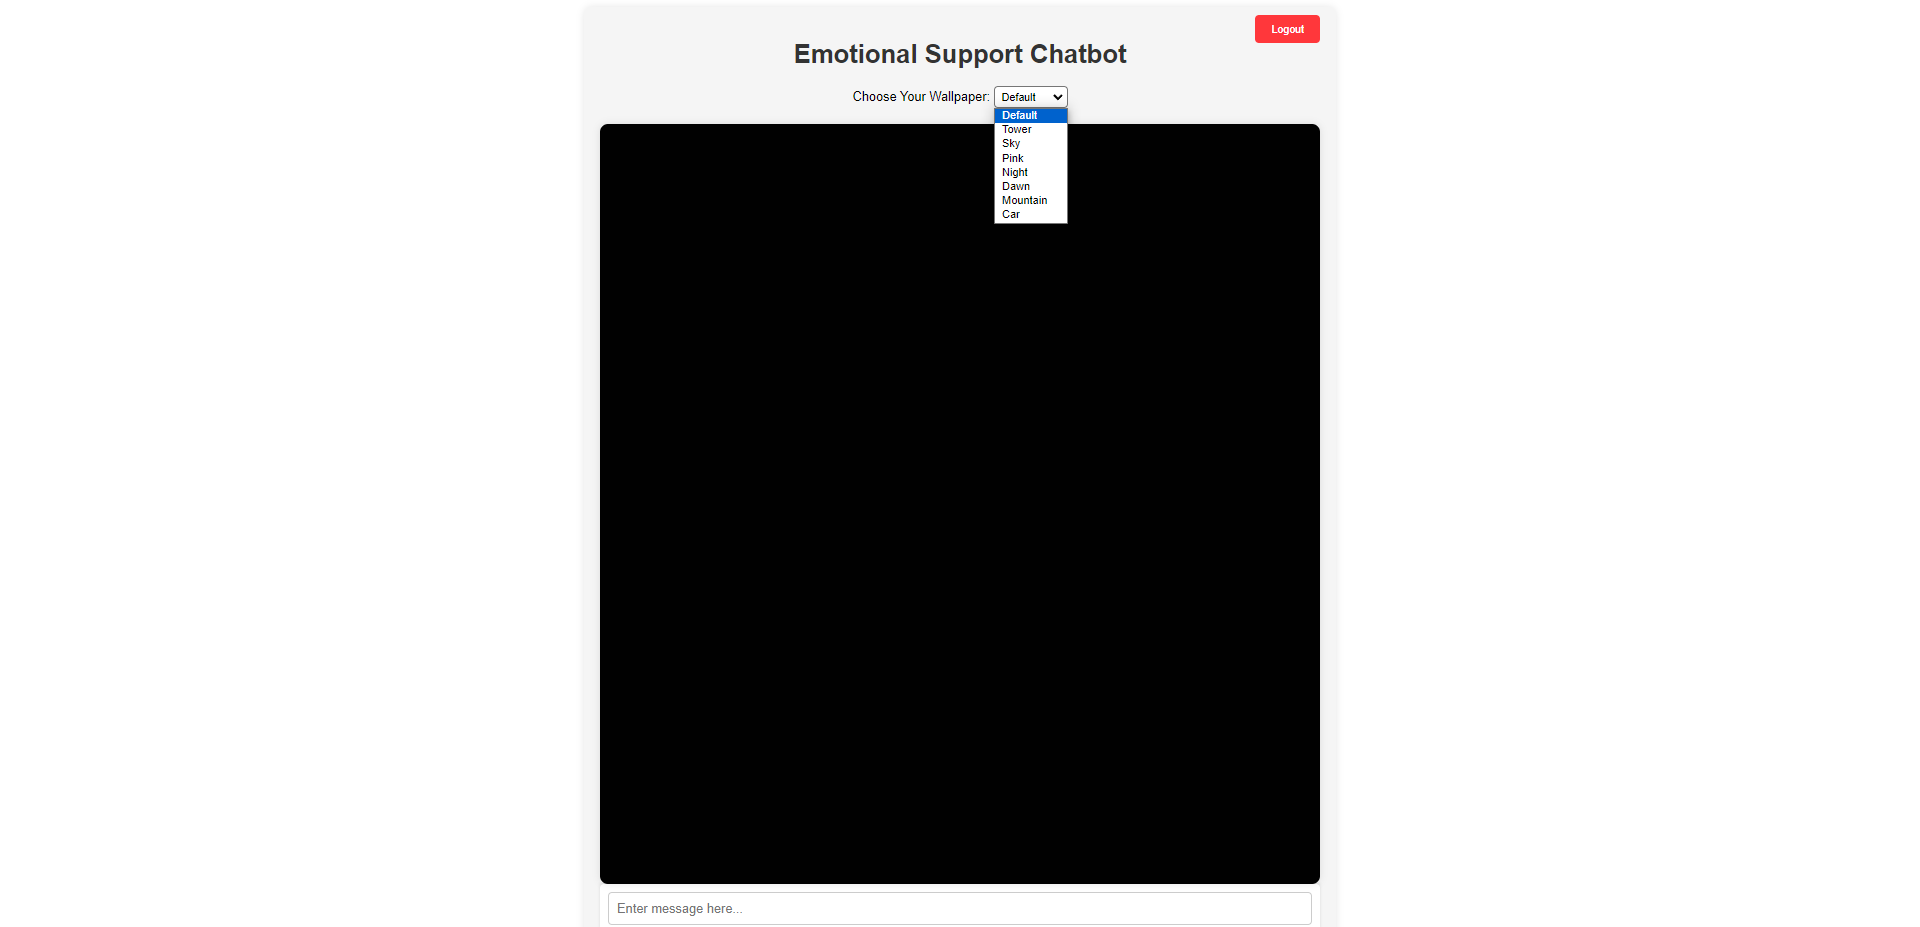 Logout
Emotional Support Chatbot
Choose Your Wallpaper: Default
Default
Tower
Sky
Pink
Night
Dawn
Mountain
Car
Enter message here...